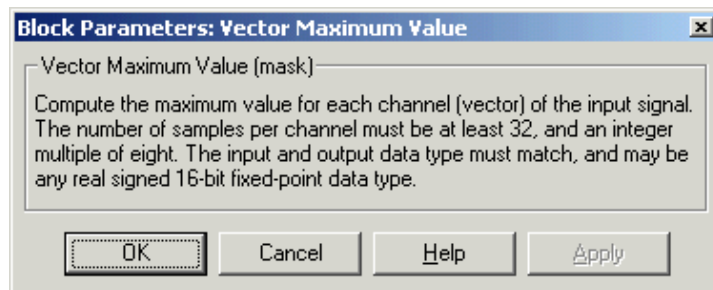 Block Parameters: Vector Maximum Value
Vector Maximum Value (mask)
Compute the maximum value for each channel (vector) of the input signal.
The number of samples per channel must be at least 32, and an integer
multiple of eight. The input and output data type must match, and may be
any real signed 16-bit fixed-point data type.
OK Cancel Help Apply